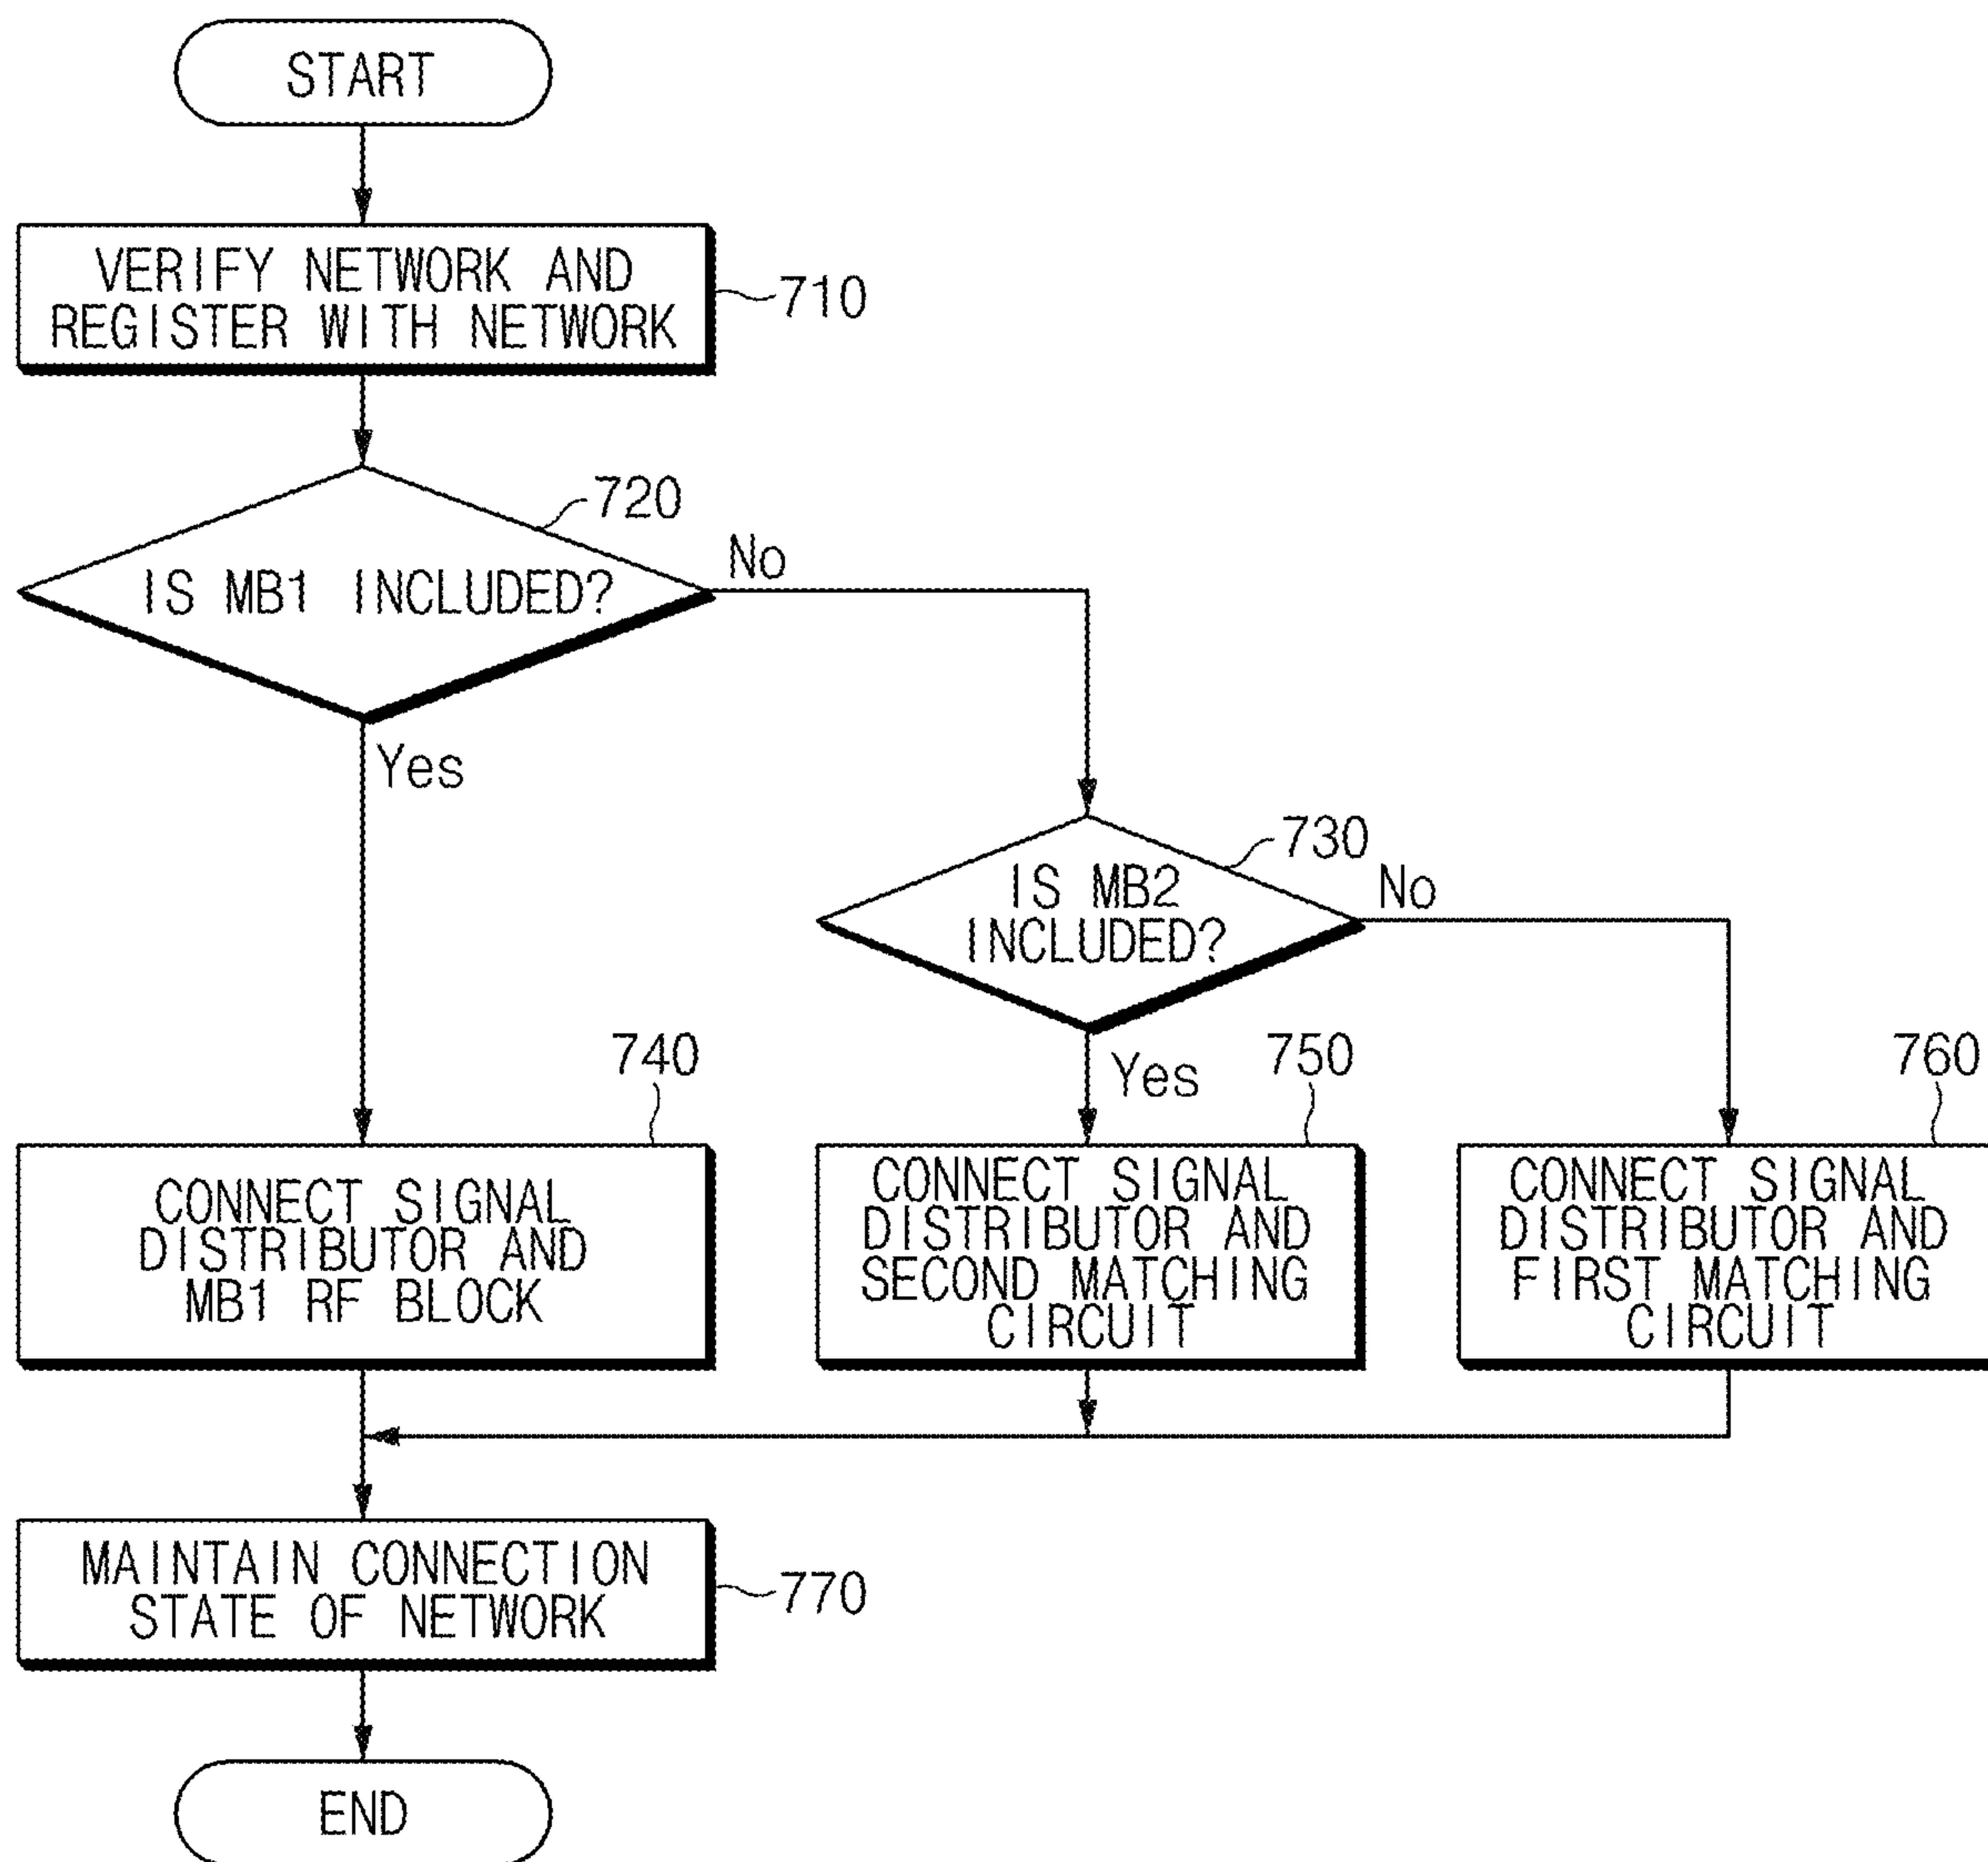 START
VERIFY NETWORK AND
REGISTER WITH NETWORK
710
720
IS MB1 INCLUDED?
No
Yes
730
IS MB2
INCLUDED?
No
Yes
740
CONNECT SIGNAL
DISTRIBUTOR AND
MB1 RF BLOCK
750
CONNECT SIGNAL
DISTRIBUTOR AND
SECOND MATCHING
CIRCUIT
760
CONNECT SIGNAL
DISTRIBUTOR AND
FIRST MATCHING
CIRCUIT
MAINTAIN CONNECTION
STATE OF NETWORK
770
END